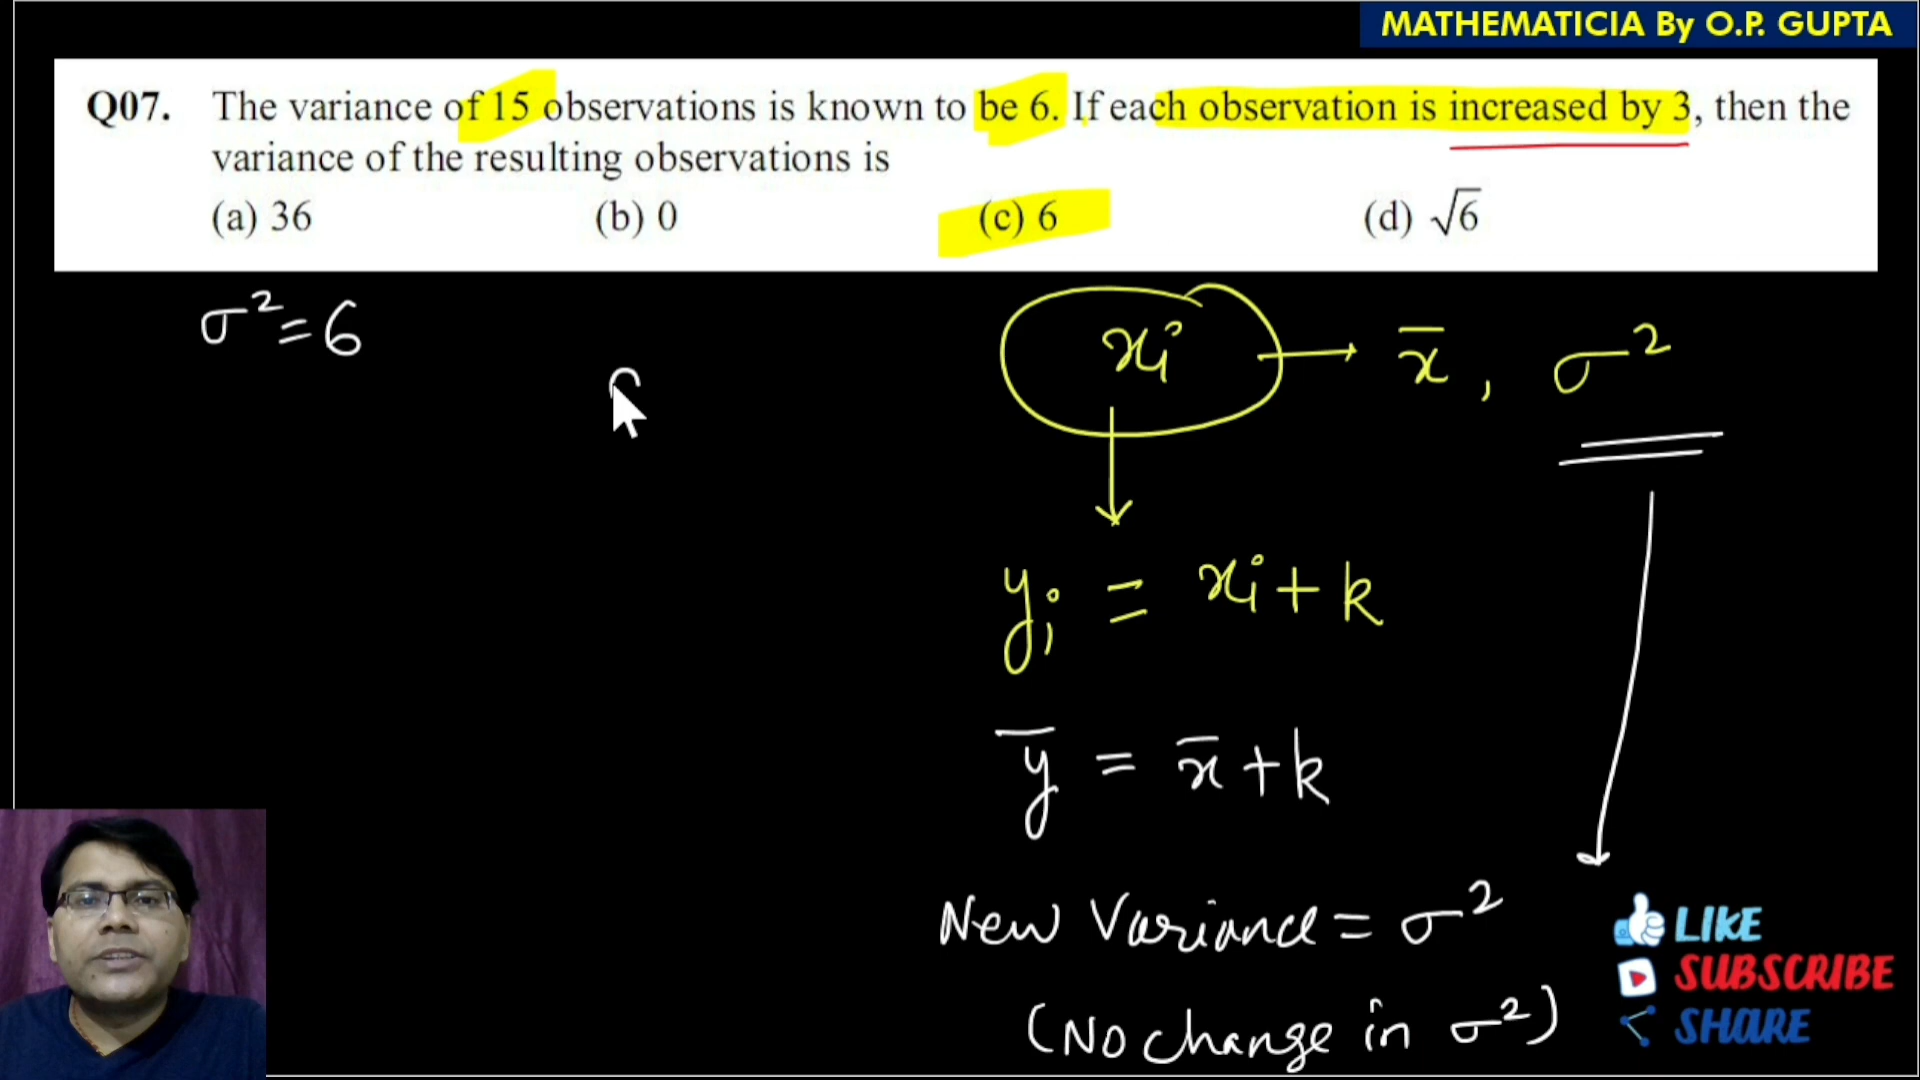 MATHEMATICIA By O.P. GUPTA
Q07. The variance of 15 observations is known to be 6. If each observation is increased by 3, then the
variance of the resulting observations is
(a) 36 (b) 0 (c) 6 (d) √6
σ² = 6
xᵢ → x̄ , σ²
yᵢ = xᵢ + k
ȳ = x̄ + k
New Variance = σ²
(No change in σ²)
LIKE
SUBSCRIBE
SHARE